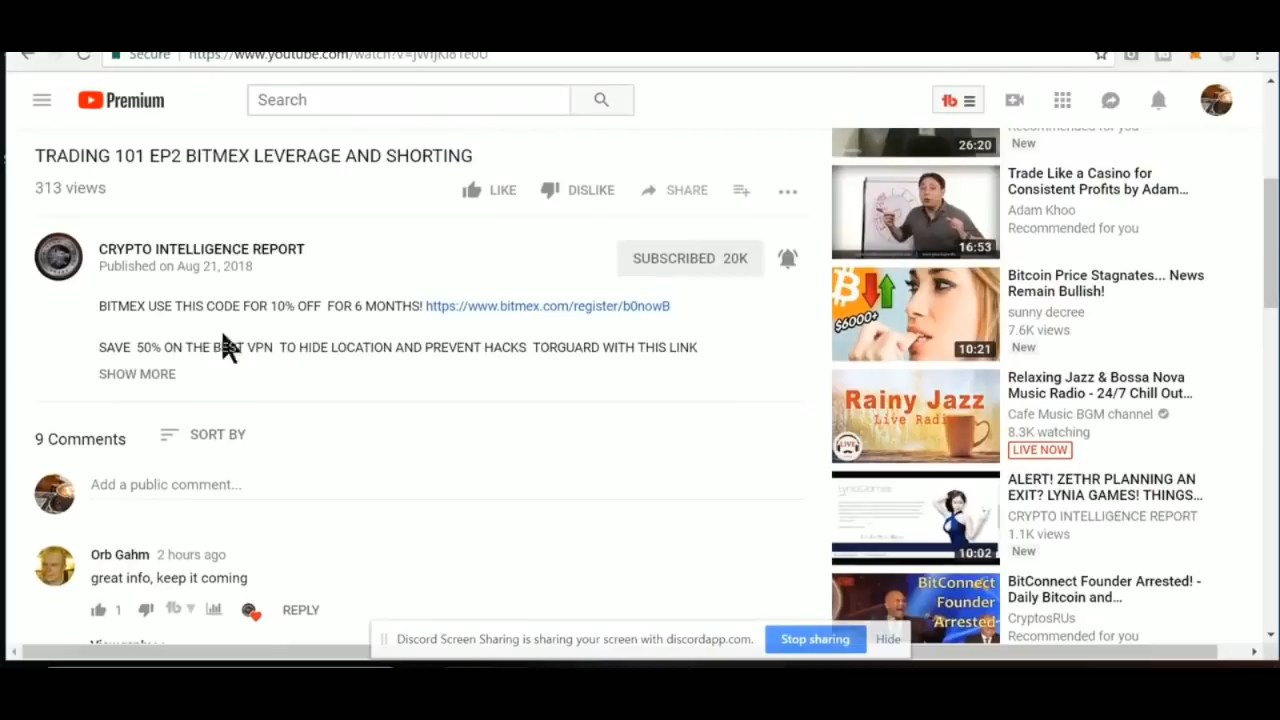 Secure https://www.youtube.com/watch?v=
Premium
Search
TRADING 101 EP2 BITMEX LEVERAGE AND SHORTING
313 views
LIKE DISLIKE SHARE
CRYPTO INTELLIGENCE REPORT
Published on Aug 21, 2018
SUBSCRIBED 20K
BITMEX USE THIS CODE FOR 10% OFF FOR 6 MONTHS! https://www.bitmex.com/register/b0nowB
SAVE 50% ON THE BEST VPN TO HIDE LOCATION AND PREVENT HACKS TORGUARD WITH THIS LINK
SHOW MORE
9 Comments SORT BY
Add a public comment...
Orb Gahm 2 hours ago
great info, keep it coming
1 REPLY
Discord Screen Sharing is sharing your screen with discordapp.com. Stop sharing Hide
26:20
Recommended for you
New
16:53
Trade Like a Casino for
Consistent Profits by Adam...
Adam Khoo
Recommended for you
$6000+
10:21
Bitcoin Price Stagnates... News
Remain Bullish!
sunny decree
7.6K views
New
Rainy Jazz
Live Radio
LIVE
Relaxing Jazz & Bossa Nova
Music Radio - 24/7 Chill Out...
Cafe Music BGM channel
8.3K watching
LIVE NOW
10:02
ALERT! ZETHR PLANNING AN
EXIT? LYNIA GAMES! THINGS...
CRYPTO INTELLIGENCE REPORT
1.1K views
New
BitConnect
Founder
Arrested
BitConnect Founder Arrested! -
Daily Bitcoin and...
CryptosRUs
Recommended for you